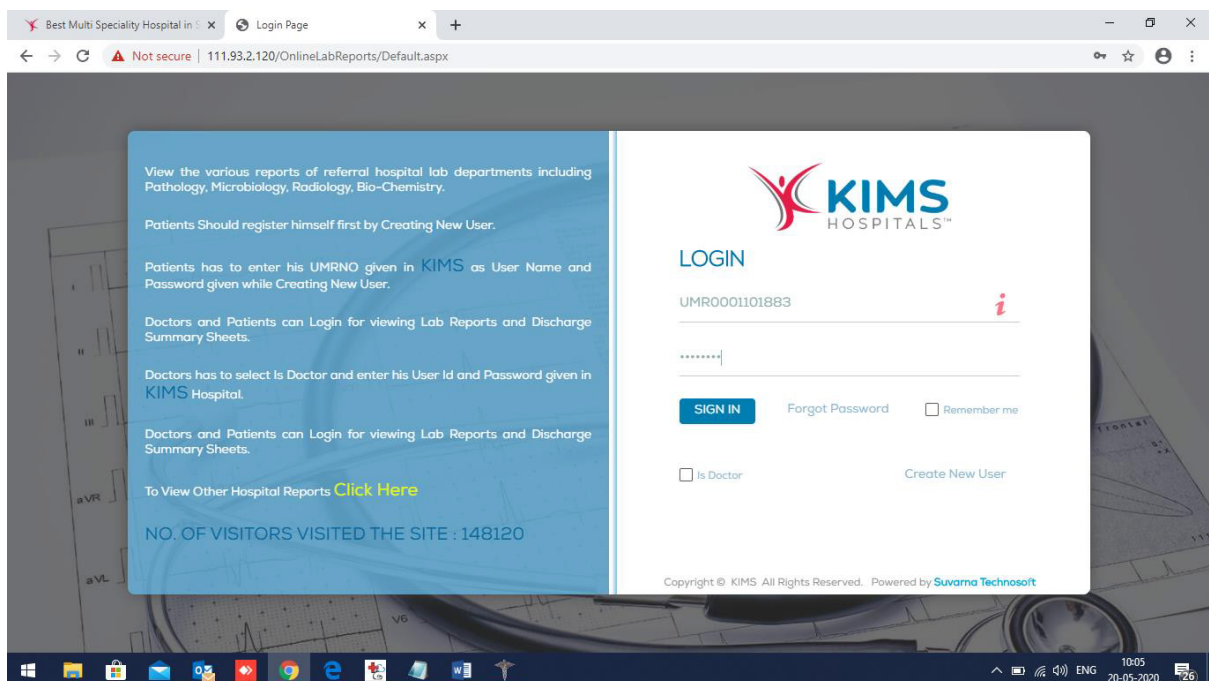 Best Multi Speciality Hospital in S
Login Page
Not secure | 111.93.2.120/OnlineLabReports/Default.aspx
View the various reports of referral hospital lab departments including
Pathology, Microbiology, Radiology, Bio-Chemistry.
Patients Should register himself first by Creating New User.
Patients has to enter his UMRNO given in KIMS as User Name and
Password given while Creating New User.
Doctors and Patients can Login for viewing Lab Reports and Discharge
Summary Sheets.
Doctors has to select Is Doctor and enter his User Id and Password given in
KIMS Hospital.
Doctors and Patients can Login for viewing Lab Reports and Discharge
Summary Sheets.
To View Other Hospital Reports Click Here
NO. OF VISITORS VISITED THE SITE : 148120
KIMS
HOSPITALS™
LOGIN
UMR0001101883
i
••••••••
SIGN IN
Forgot Password
Remember me
Is Doctor
Create New User
Copyright © KIMS All Rights Reserved. Powered by Suvarna Technosoft
II
III
aVR
aVL
V6
frontal
ENG
10:05
20-05-2020
26